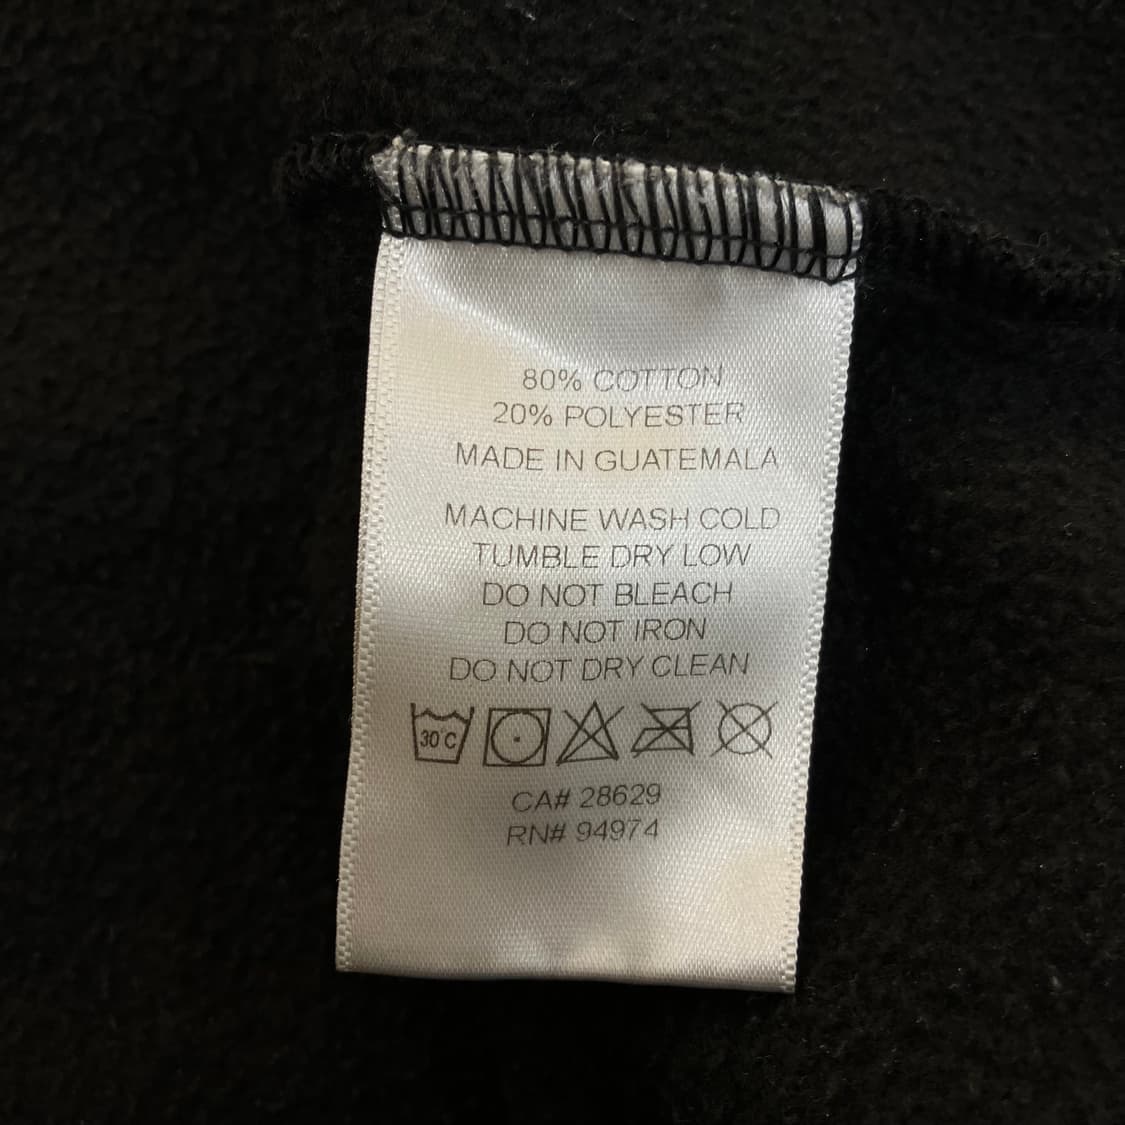 80% COTTON
20% POLYESTER
MADE IN GUATEMALA
MACHINE WASH COLD
TUMBLE DRY LOW
DO NOT BLEACH
DO NOT IRON
DO NOT DRY CLEAN
30 C
CA# 28629
RN# 94974